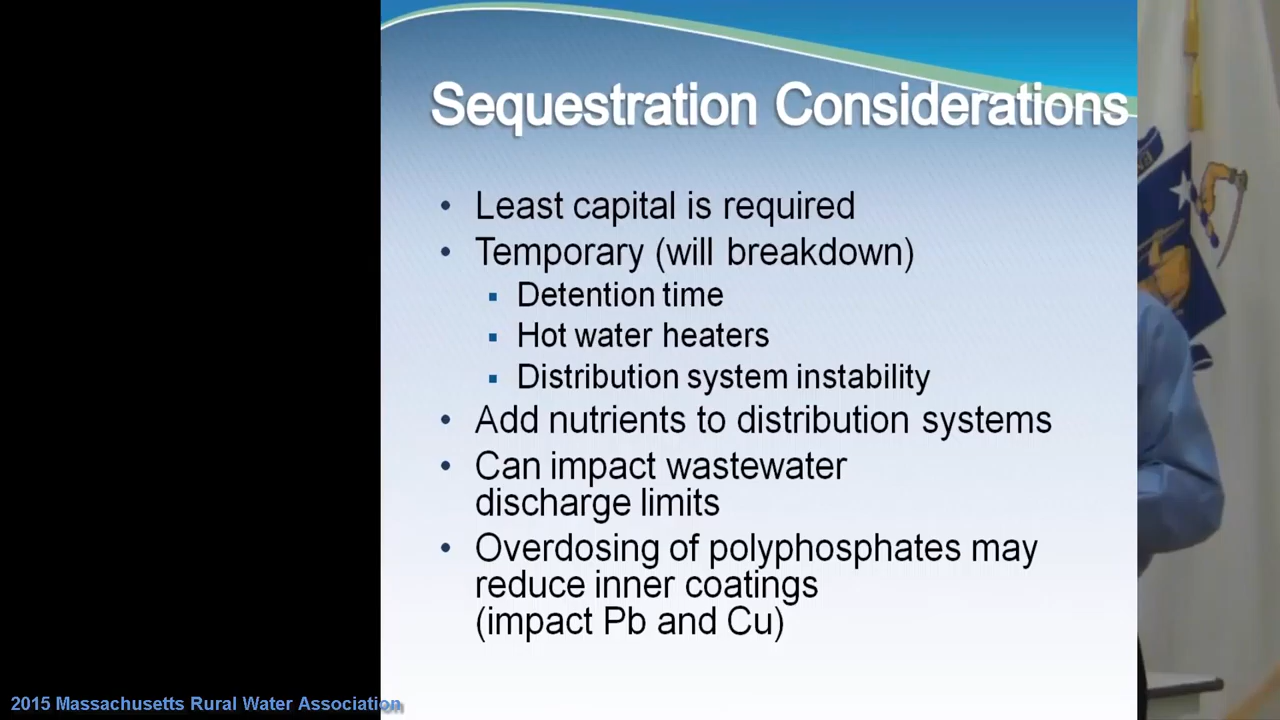 Sequestration Considerations
• Least capital is required
• Temporary (will breakdown)
▪ Detention time
▪ Hot water heaters
▪ Distribution system instability
• Add nutrients to distribution systems
• Can impact wastewater
discharge limits
• Overdosing of polyphosphates may
reduce inner coatings
(impact Pb and Cu)
2015 Massachusetts Rural Water Association